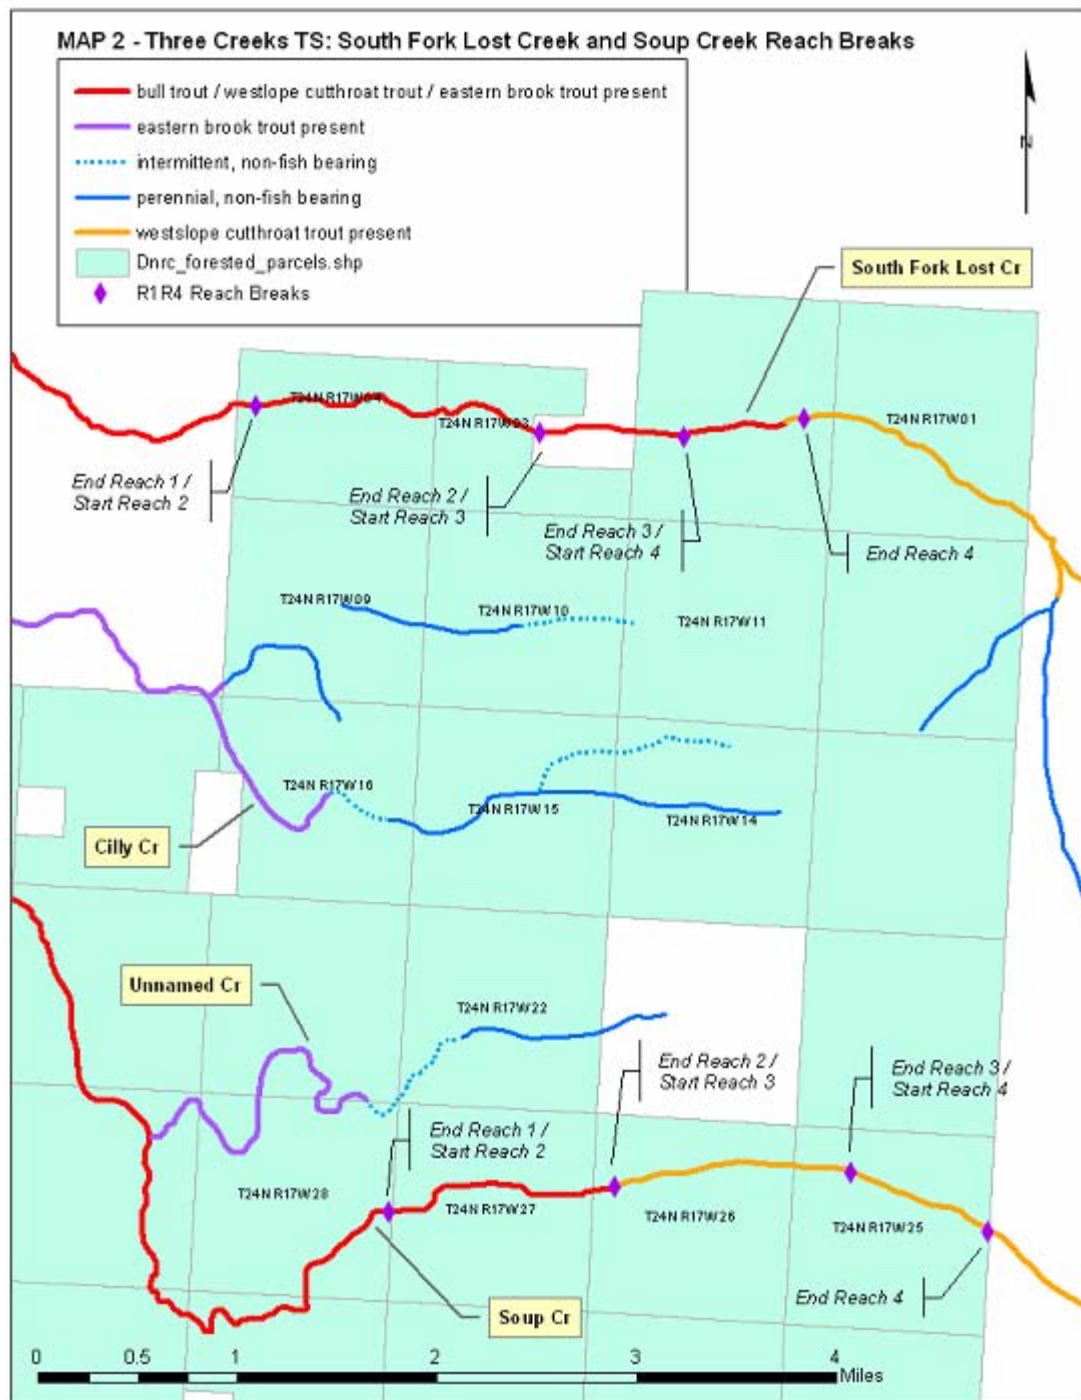 MAP 2 - Three Creeks TS: South Fork Lost Creek and Soup Creek Reach Breaks
bull trout / westlope cutthroat trout / eastern brook trout present
eastern brook trout present
intermittent, non-fish bearing
perennial, non-fish bearing
westslope cutthroat trout present
Dnrc_forested_parcels.shp
R1R4 Reach Breaks
N
South Fork Lost Cr
T24N R17W04
T24N R17W03
T24N R17W01
End Reach 1 /
Start Reach 2
End Reach 2 /
Start Reach 3
End Reach 3 /
Start Reach 4
End Reach 4
T24N R17W09
T24N R17W10
T24N R17W11
T24N R17W16
T24N R17W15
T24N R17W14
Cilly Cr
Unnamed Cr
T24N R17W22
End Reach 2 /
Start Reach 3
End Reach 3 /
Start Reach 4
End Reach 1 /
Start Reach 2
T24N R17W28
T24N R17W27
T24N R17W26
T24N R17W25
End Reach 4
Soup Cr
0 0.5 1 2 3 4
Miles